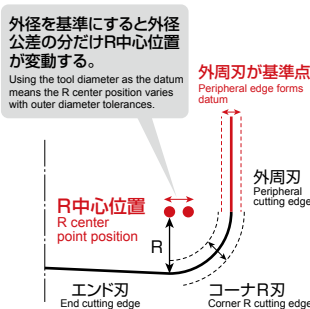 外径を基準にすると外径
公差の分だけR中心位置
が変動する。
Using the tool diameter as the datum
means the R center position varies
with outer diameter tolerances.
外周刃が基準点
Peripheral edge forms
datum
外周刃
Peripheral
cutting edge
R中心位置
R center
point position
R
エンド刃
End cutting edge
コーナR刃
Corner R cutting edge